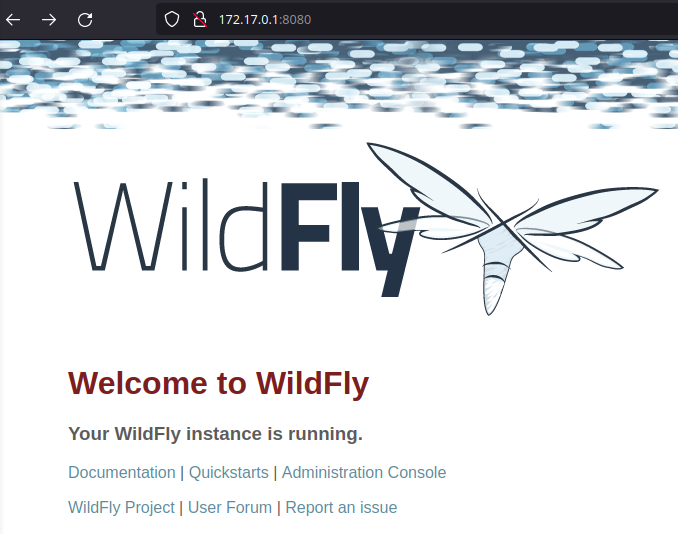 172.17.0.1:8080
WildFly
Welcome to WildFly
Your WildFly instance is running.
Documentation | Quickstarts | Administration Console
WildFly Project | User Forum | Report an issue